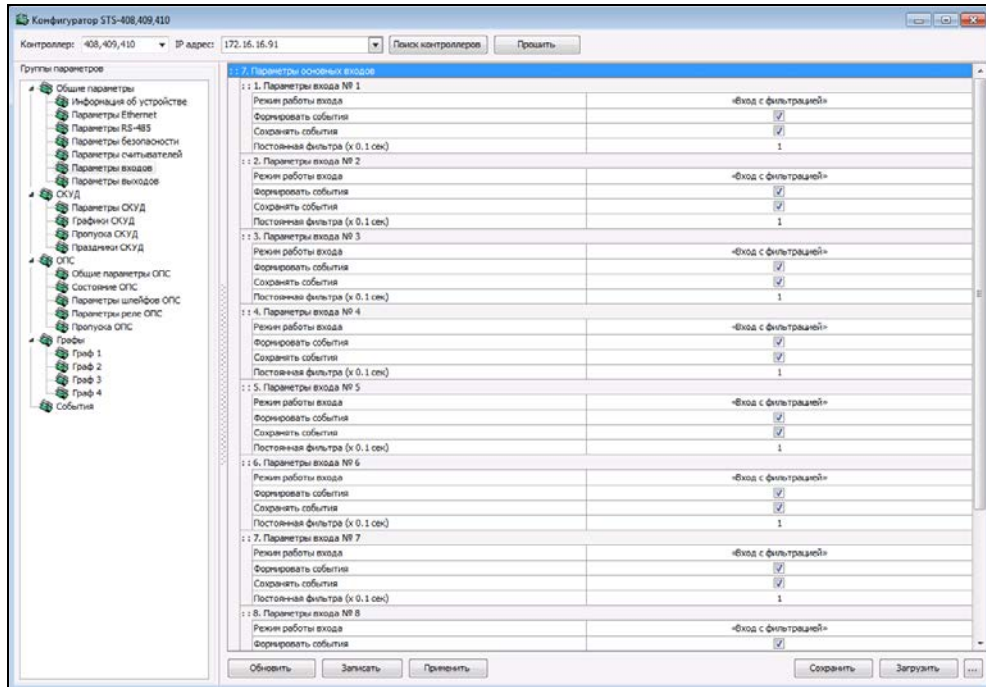 Конфигуратор STS-408,409,410
Контроллер: 408,409,410 IP адрес: 172.16.16.91 Поиск контроллеров Прошить
Группы параметров
Общие параметры
Информация об устройстве
Параметры Ethernet
Параметры RS-485
Параметры безопасности
Параметры считывателей
Параметры входов
Параметры выходов
СКУД
Параметры СКУД
Графики СКУД
Пропуска СКУД
Праздники СКУД
ОПС
Общие параметры ОПС
Состояние ОПС
Параметры шлейфов ОПС
Параметры реле ОПС
Пропуска ОПС
Графы
Граф 1
Граф 2
Граф 3
Граф 4
События
: : 7. Параметры основных входов
: : 1. Параметры входа № 1
Режим работы входа «Вход с фильтрацией»
Формировать события
Сохранять события
Постоянная фильтра (x 0.1 сек) 1
: : 2. Параметры входа № 2
Режим работы входа «Вход с фильтрацией»
Формировать события
Сохранять события
Постоянная фильтра (x 0.1 сек) 1
: : 3. Параметры входа № 3
Режим работы входа «Вход с фильтрацией»
Формировать события
Сохранять события
Постоянная фильтра (x 0.1 сек) 1
: : 4. Параметры входа № 4
Режим работы входа «Вход с фильтрацией»
Формировать события
Сохранять события
Постоянная фильтра (x 0.1 сек) 1
: : 5. Параметры входа № 5
Режим работы входа «Вход с фильтрацией»
Формировать события
Сохранять события
Постоянная фильтра (x 0.1 сек) 1
: : 6. Параметры входа № 6
Режим работы входа «Вход с фильтрацией»
Формировать события
Сохранять события
Постоянная фильтра (x 0.1 сек) 1
: : 7. Параметры входа № 7
Режим работы входа «Вход с фильтрацией»
Формировать события
Сохранять события
Постоянная фильтра (x 0.1 сек) 1
: : 8. Параметры входа № 8
Режим работы входа «Вход с фильтрацией»
Формировать события
Обновить Записать Применить Сохранить Загрузить ...